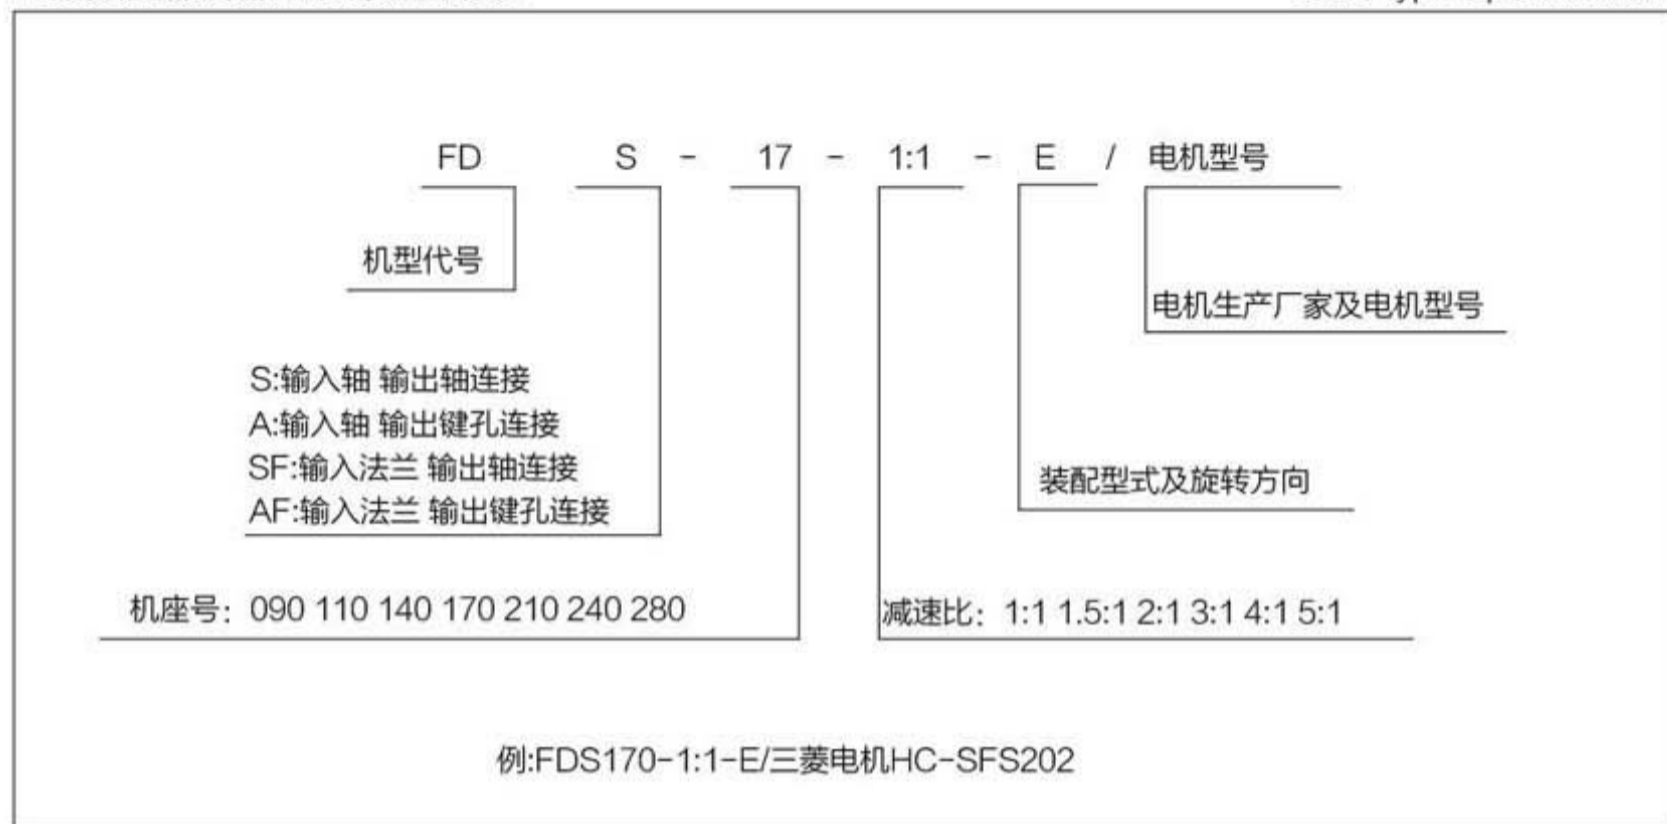 FD S - 17 - 1:1 - E / 电机型号
机型代号
电机生产厂家及电机型号
S:输入轴 输出轴连接
A:输入轴 输出键孔连接
SF:输入法兰 输出轴连接
AF:输入法兰 输出键孔连接
装配型式及旋转方向
机座号: 090 110 140 170 210 240 280
减速比: 1:1 1.5:1 2:1 3:1 4:1 5:1
例:FDS170-1:1-E/三菱电机HC-SFS202